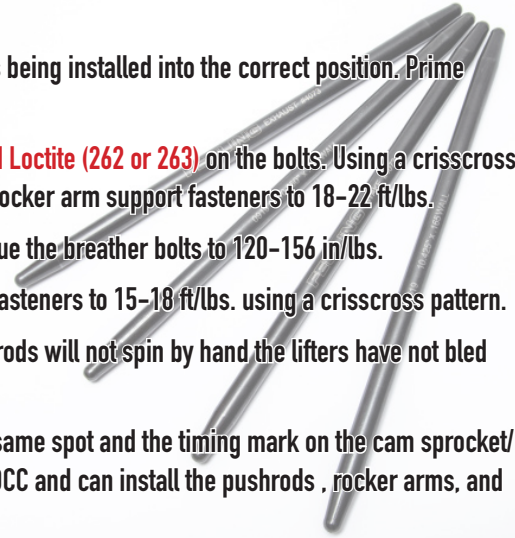 being installed into the correct position. Prime
Loctite (262 or 263) on the bolts. Using a crisscross
ocker arm support fasteners to 18-22 ft/lbs.
ue the breather bolts to 120-156 in/lbs.
asteners to 15-18 ft/lbs. using a crisscross pattern.
rods will not spin by hand the lifters have not bled
same spot and the timing mark on the cam sprocket/
and can install the pushrods , rocker arms, and